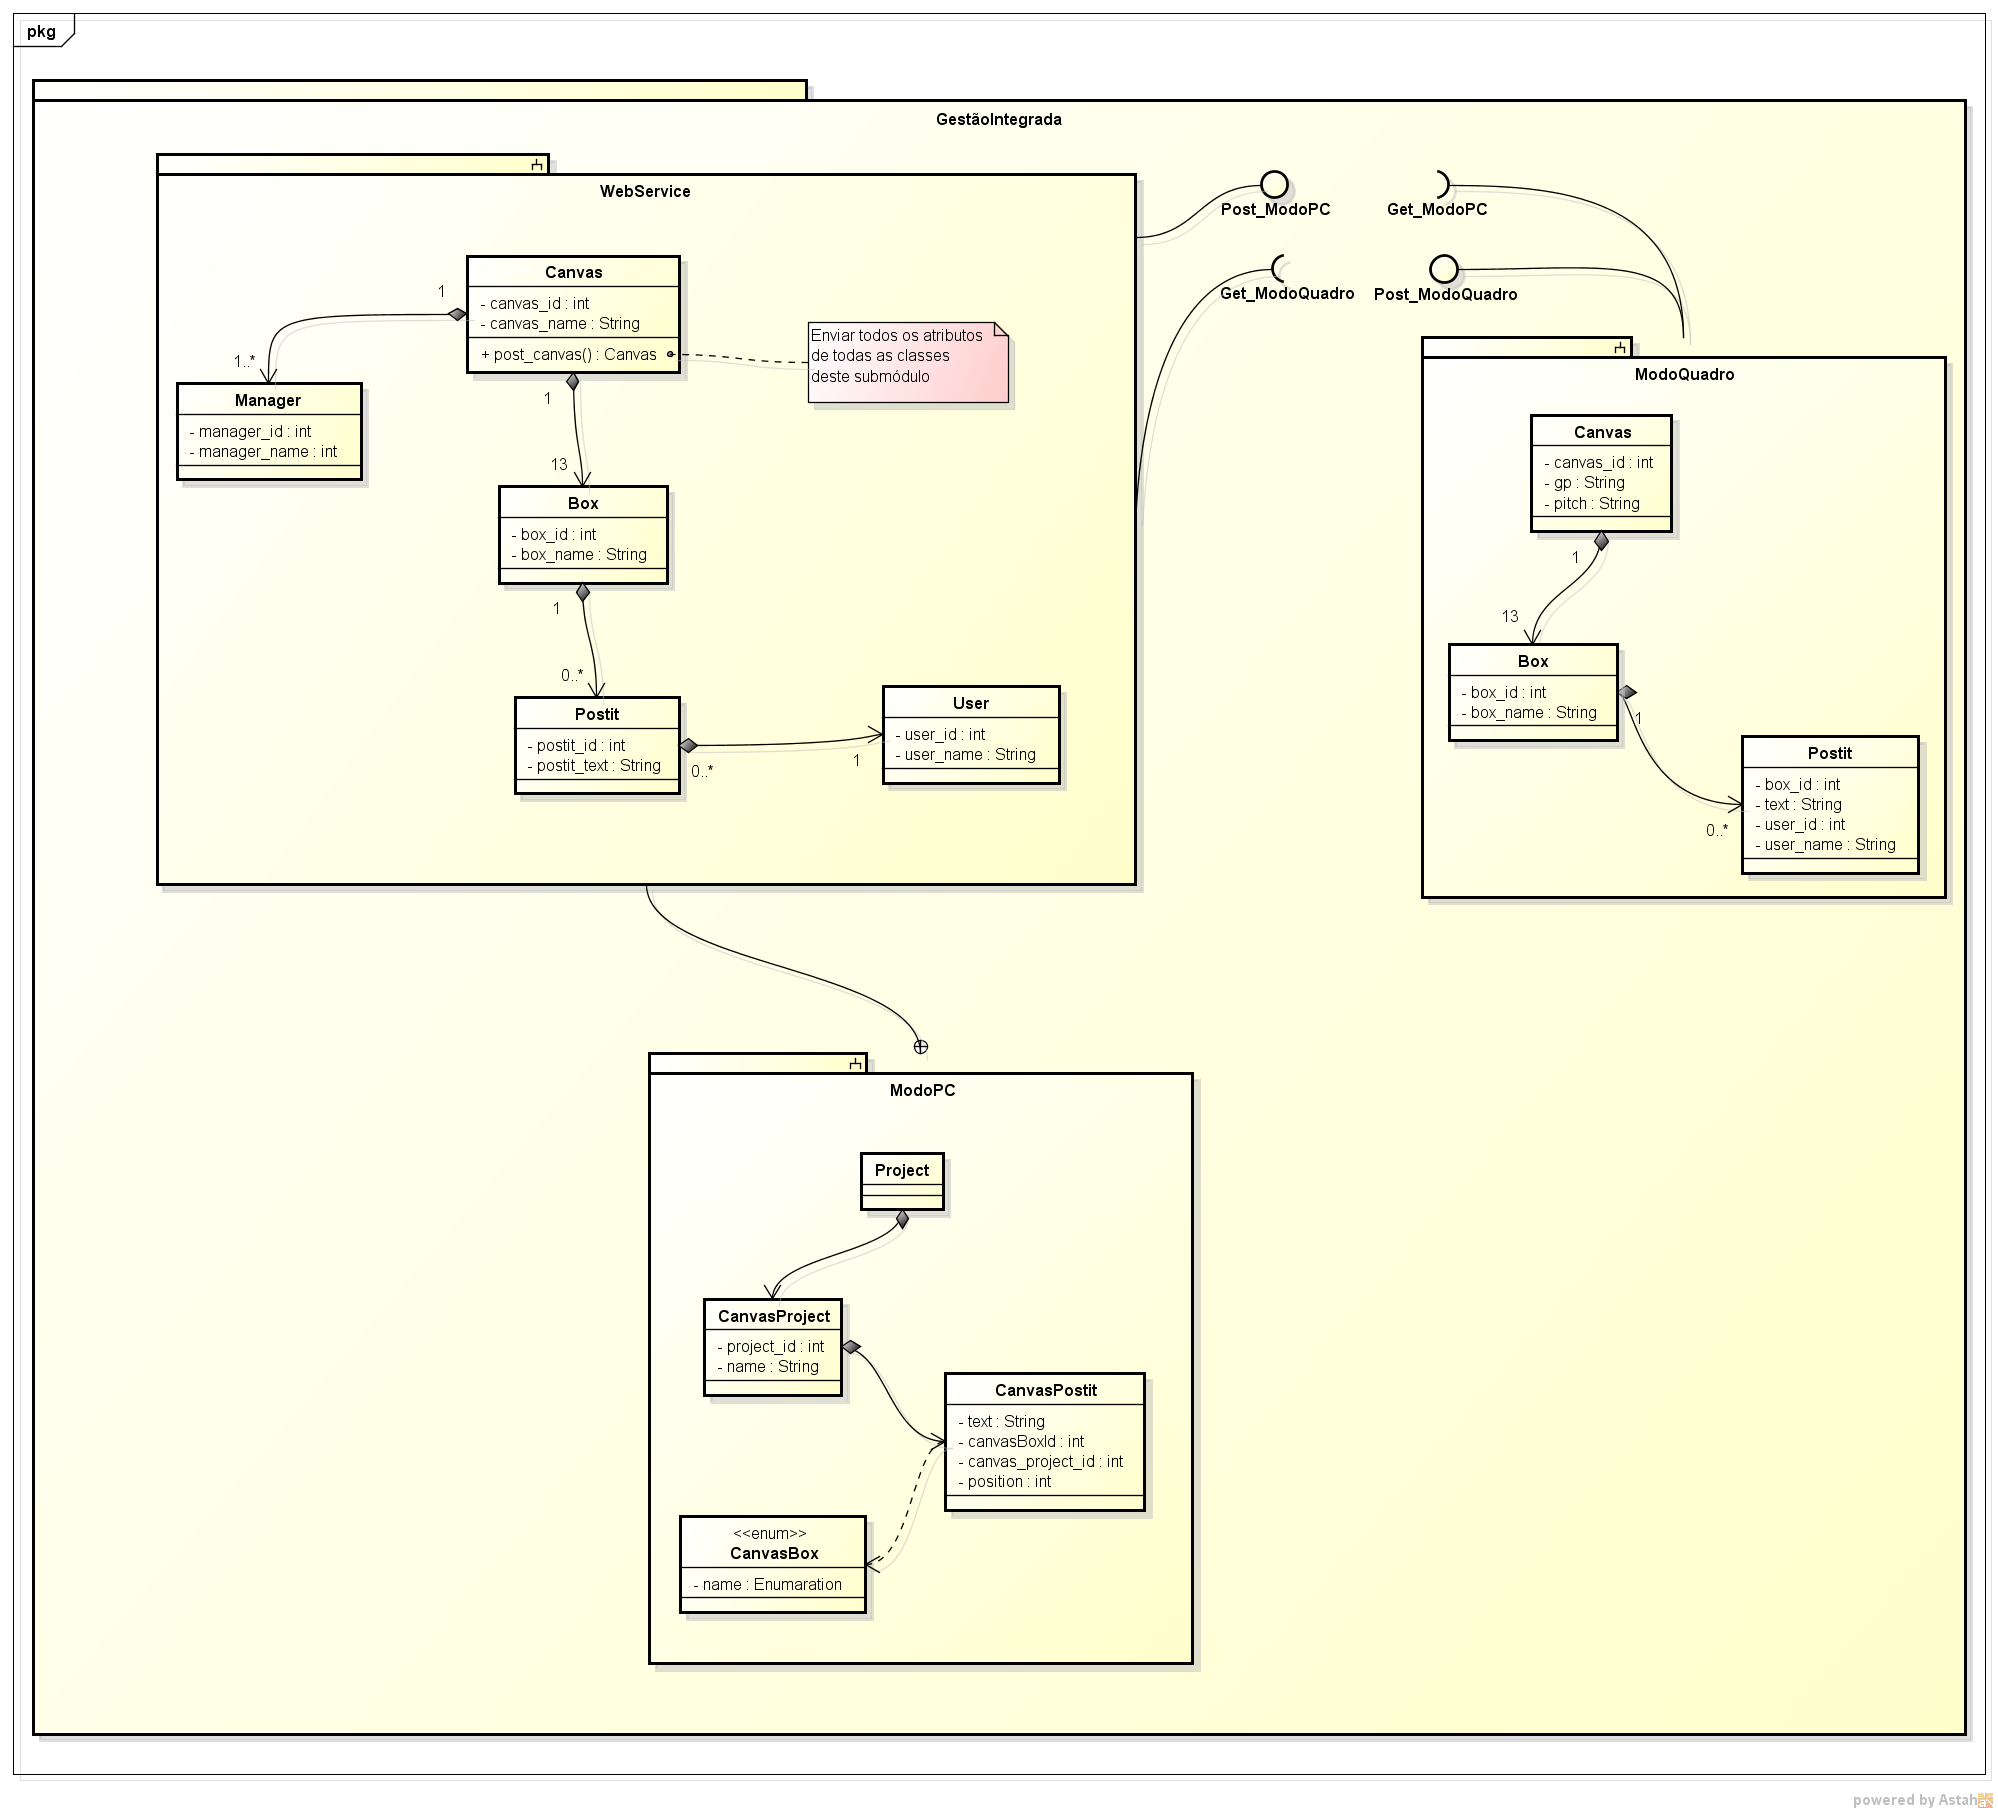 pkg
GestãoIntegrada
WebService
Canvas
- canvas_id : int
- canvas_name : String
+ post_canvas() : Canvas
Enviar todos os atributos
de todas as classes
deste submódulo
1
1..*
Manager
- manager_id : int
- manager_name : int
1
13
Box
- box_id : int
- box_name : String
1
0..*
Postit
- postit_id : int
- postit_text : String
0..*
1
User
- user_id : int
- user_name : String
Post_ModoPC
Get_ModoPC
Get_ModoQuadro
Post_ModoQuadro
ModoQuadro
Canvas
- canvas_id : int
- gp : String
- pitch : String
1
13
Box
- box_id : int
- box_name : String
1
0..*
Postit
- box_id : int
- text : String
- user_id : int
- user_name : String
ModoPC
Project
CanvasProject
- project_id : int
- name : String
CanvasPostit
- text : String
- canvasBoxId : int
- canvas_project_id : int
- position : int
<<enum>>
CanvasBox
- name : Enumaration
powered by Astah